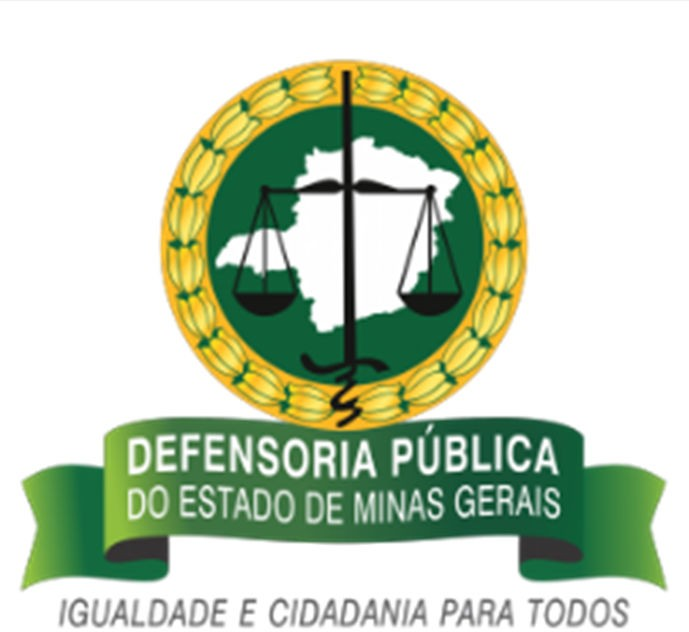 DEFENSORIA PÚBLICA
DO ESTADO DE MINAS GERAIS
IGUALDADE E CIDADANIA PARA TODOS